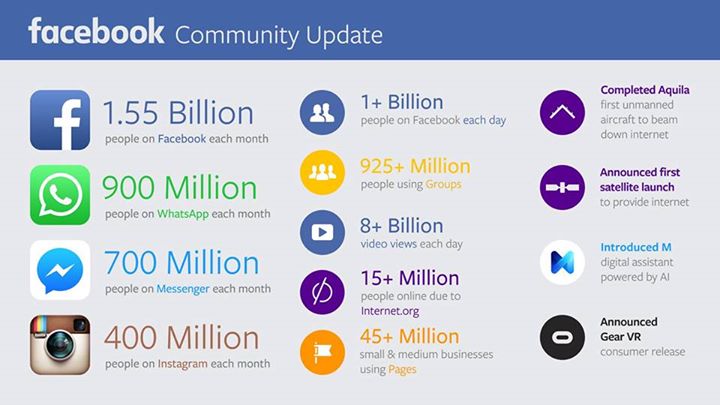 facebook Community Update
1.55 Billion
people on Facebook each month
900 Million
people on WhatsApp each month
700 Million
people on Messenger each month
400 Million
people on Instagram each month
1+ Billion
people on Facebook each day
925+ Million
people using Groups
8+ Billion
video views each day
15+ Million
people online due to
Internet.org
45+ Million
small & medium businesses
using Pages
Completed Aquila
first unmanned
aircraft to beam
down internet
Announced first
satellite launch
to provide internet
Introduced M
digital assistant
powered by AI
Announced
Gear VR
consumer release